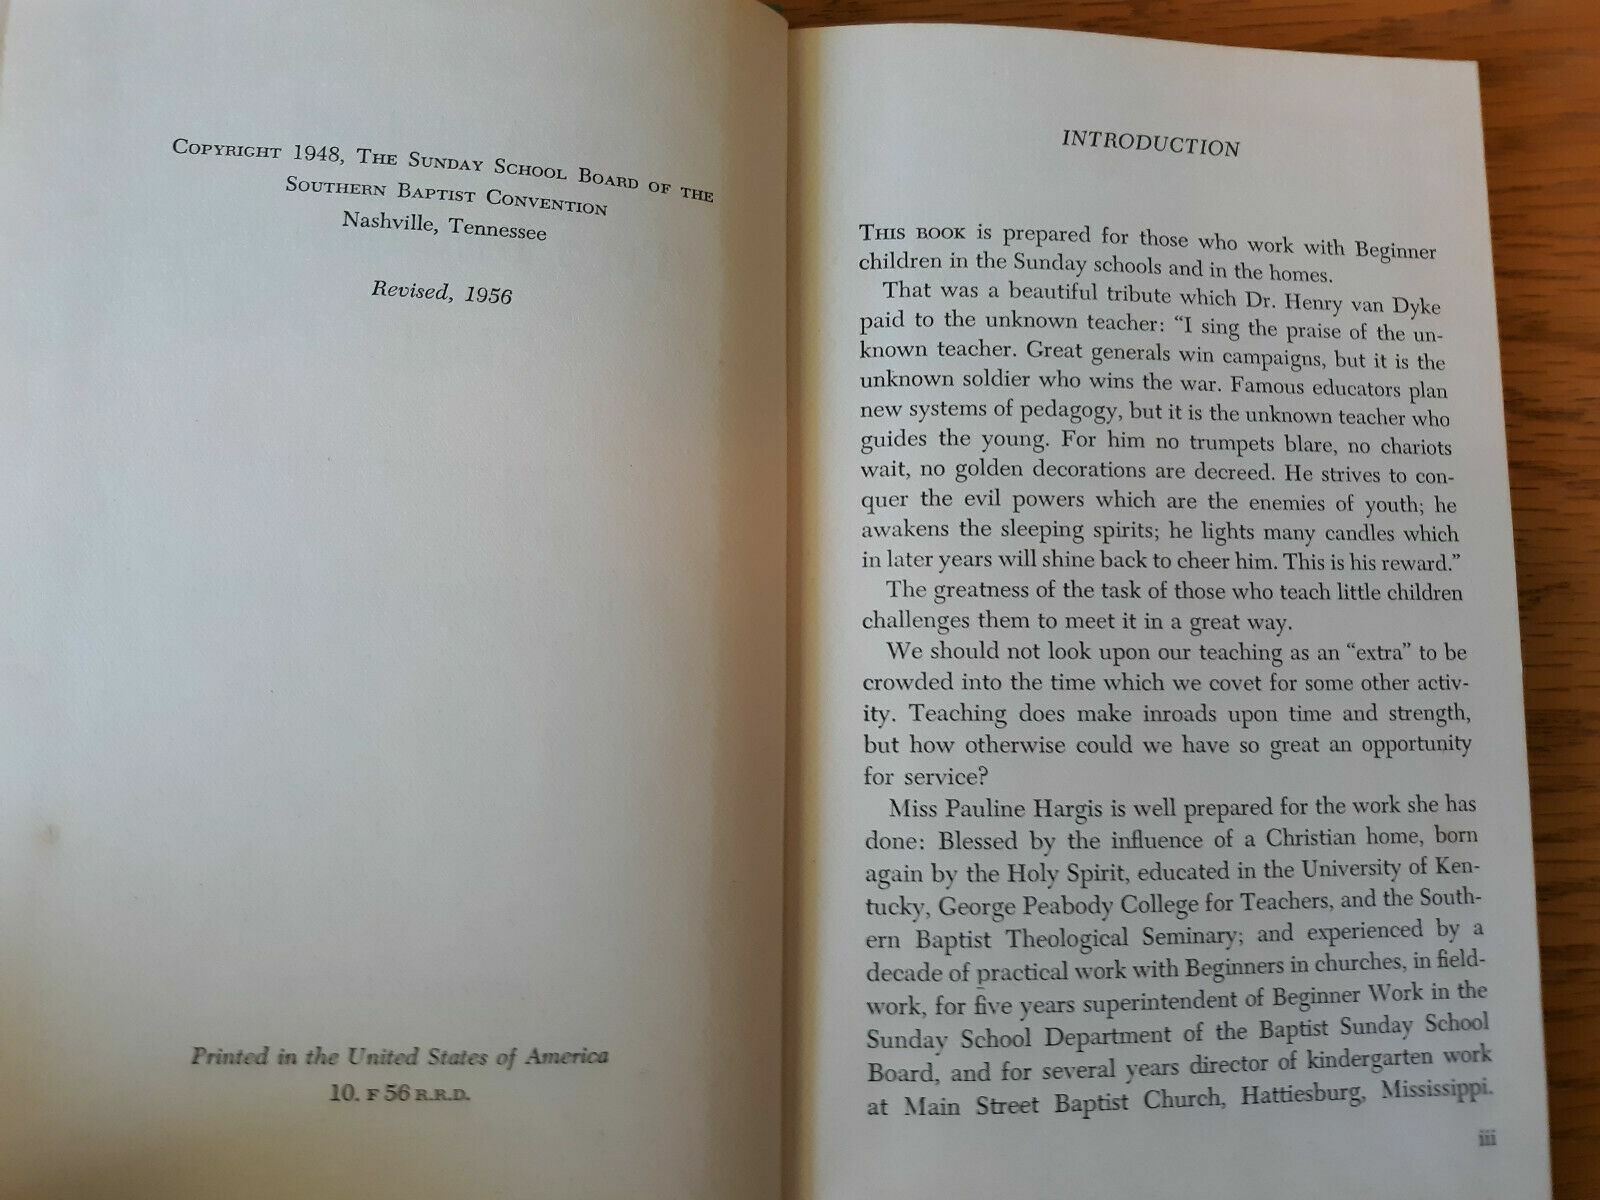 Copyright 1948, The Sunday School Board of the
Southern Baptist Convention
Nashville, Tennessee
Revised, 1956
Printed in the United States of America
10. F 56 R.R.D.
INTRODUCTION
This book is prepared for those who work with Beginner
children in the Sunday schools and in the homes.
That was a beautiful tribute which Dr. Henry van Dyke
paid to the unknown teacher: “I sing the praise of the un-
known teacher. Great generals win campaigns, but it is the
unknown soldier who wins the war. Famous educators plan
new systems of pedagogy, but it is the unknown teacher who
guides the young. For him no trumpets blare, no chariots
wait, no golden decorations are decreed. He strives to con-
quer the evil powers which are the enemies of youth; he
awakens the sleeping spirits; he lights many candles which
in later years will shine back to cheer him. This is his reward.”
The greatness of the task of those who teach little children
challenges them to meet it in a great way.
We should not look upon our teaching as an “extra” to be
crowded into the time which we covet for some other activ-
ity. Teaching does make inroads upon time and strength,
but how otherwise could we have so great an opportunity
for service?
Miss Pauline Hargis is well prepared for the work she has
done: Blessed by the influence of a Christian home, born
again by the Holy Spirit, educated in the University of Ken-
tucky, George Peabody College for Teachers, and the South-
ern Baptist Theological Seminary; and experienced by a
decade of practical work with Beginners in churches, in field-
work, for five years superintendent of Beginner Work in the
Sunday School Department of the Baptist Sunday School
Board, and for several years director of kindergarten work
at Main Street Baptist Church, Hattiesburg, Mississippi.
iii